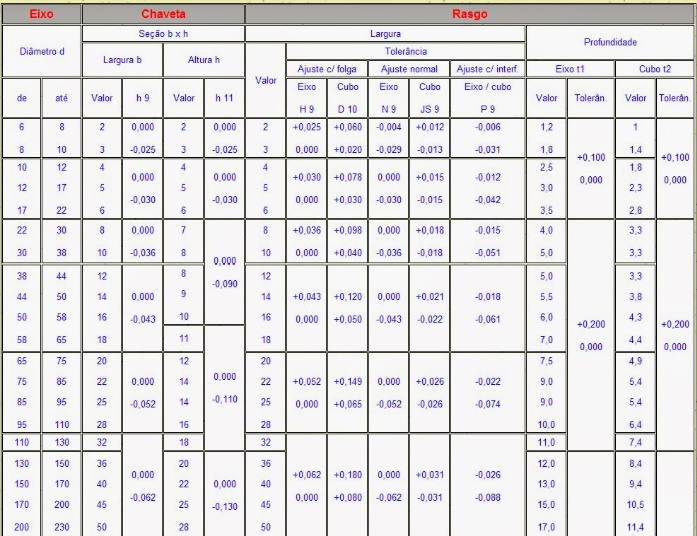 Eixo Chaveta Rasgo
Seção b x h Largura
Diâmetro d Largura b Altura h Valor Tolerância Profundidade
Ajuste c/ folga Ajuste normal Ajuste c/ interf. Eixo t1 Cubo t2
de até Valor h 9 Valor h 11 Eixo Cubo Eixo Cubo Eixo / cubo Valor Tolerân. Valor Tolerân.
H 9 D 10 N 9 JS 9 P 9
6 8 2 0,000 2 0,000 2 +0,025 +0,060 -0,004 +0,012 -0,006 1,2 1
8 10 3 -0,025 3 -0,025 3 0,000 +0,020 -0,029 -0,013 -0,031 1,8 +0,100 1,4 +0,100
10 12 4 0,000 4 0,000 4 +0,030 +0,078 0,000 +0,015 -0,012 2,5 0,000 1,8 0,000
12 17 5 -0,030 5 -0,030 5 0,000 +0,030 -0,030 -0,015 -0,042 3,0 2,3
17 22 6 6 6 3,5 2,8
22 30 8 0,000 7 8 +0,036 +0,098 0,000 +0,018 -0,015 4,0 3,3
30 38 10 -0,036 8 0,000 10 0,000 +0,040 -0,036 -0,018 -0,051 5,0 3,3
38 44 12 8 -0,090 12 5,0 3,3
44 50 14 0,000 9 14 +0,043 +0,120 0,000 +0,021 -0,018 5,5 3,8
50 58 16 -0,043 10 16 0,000 +0,050 -0,043 -0,022 -0,061 6,0 +0,200 4,3 +0,200
58 65 18 11 18 7,0 0,000 4,4 0,000
65 75 20 12 20 7,5 4,9
75 85 22 0,000 14 0,000 22 +0,052 +0,149 0,000 +0,026 -0,022 9,0 5,4
85 95 25 -0,052 14 -0,110 25 0,000 +0,065 -0,052 -0,026 -0,074 9,0 5,4
95 110 28 16 28 10,0 6,4
110 130 32 18 32 11,0 7,4
130 150 36 0,000 20 36 +0,062 +0,180 0,000 +0,031 -0,026 12,0 8,4
150 170 40 -0,062 22 0,000 40 0,000 +0,080 -0,062 -0,031 -0,088 13,0 9,4
170 200 45 25 -0,130 45 15,0 10,5
200 230 50 28 50 17,0 11,4